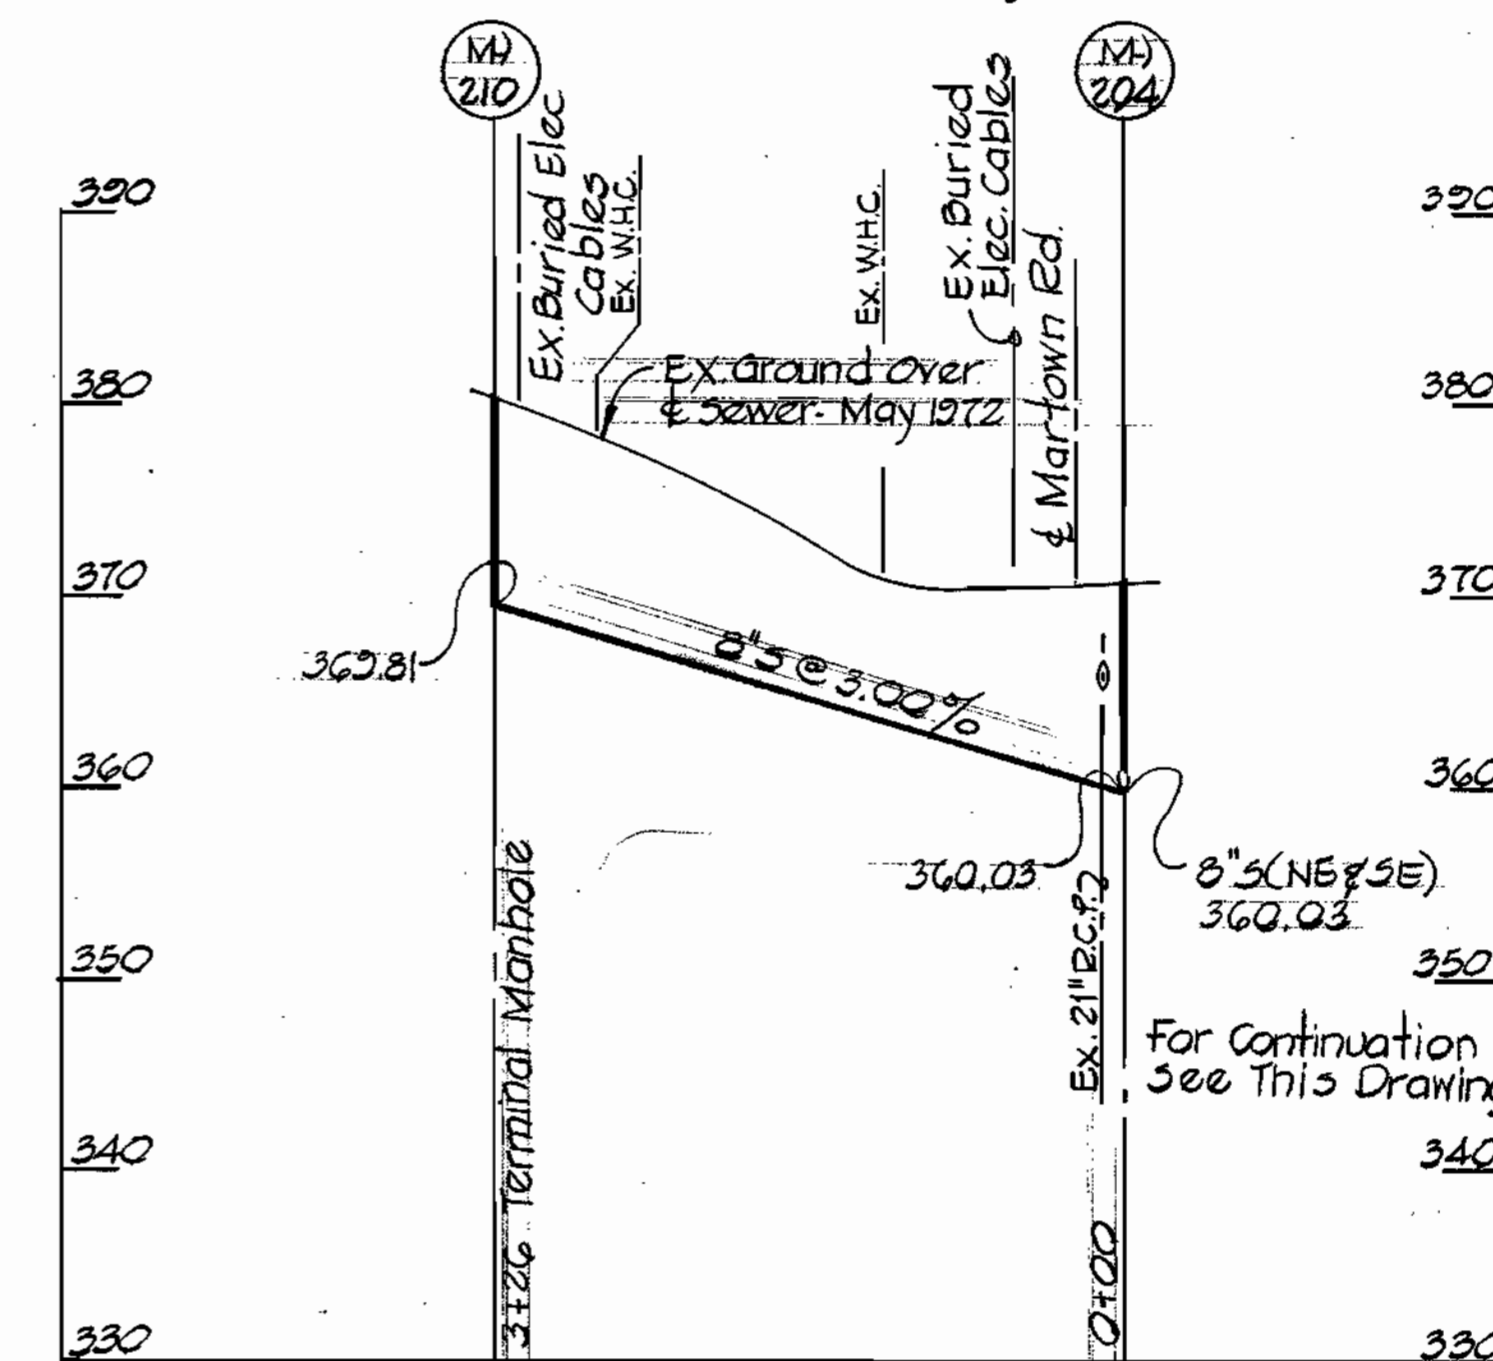 MH
210
MH
204
Ex. Buried Elec
Cables
Ex. W.H.C.
Ex. W.H.C.
Ex. Buried
Elec. Cables
℄ Martown Rd.
390
380
370
360
350
340
330
390
380
370
360
350
340
330
Ex. Ground Over
℄ Sewer - May 1972
369.81
8"S @ 3.00%
360.03
8"S (NE & SE)
360.03
Ex. 21" R.C.P.
For Continuation
See This Drawing
3+26 Terminal Manhole
0+00